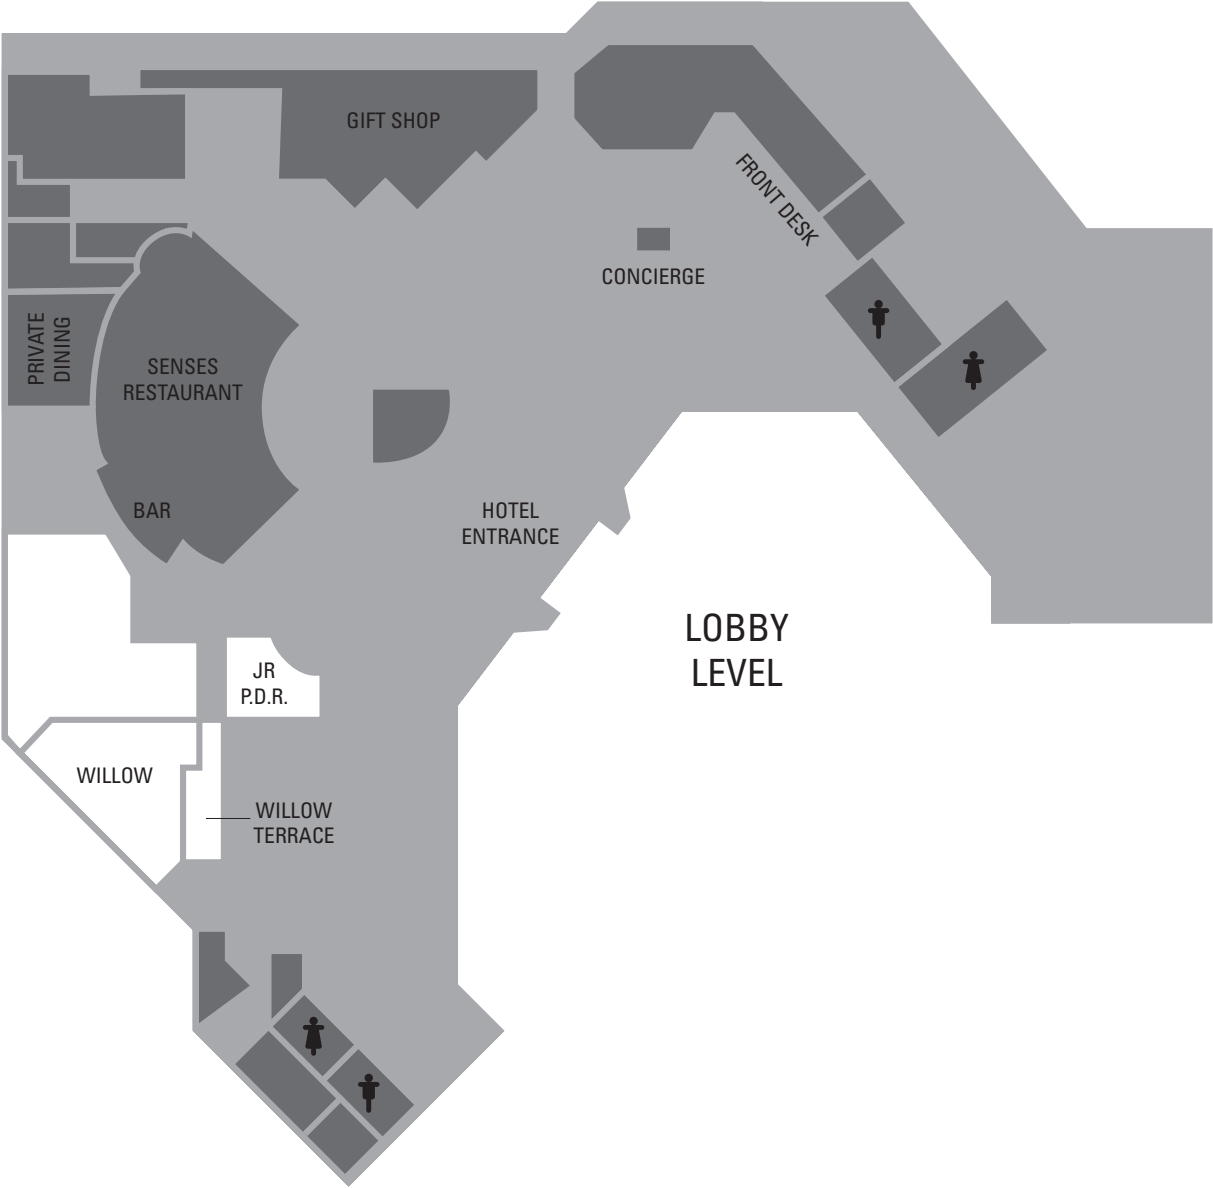 GIFT SHOP
FRONT DESK
CONCIERGE
PRIVATE
DINING
SENSES
RESTAURANT
BAR
HOTEL
ENTRANCE
LOBBY
LEVEL
JR
P.D.R.
WILLOW
WILLOW
TERRACE